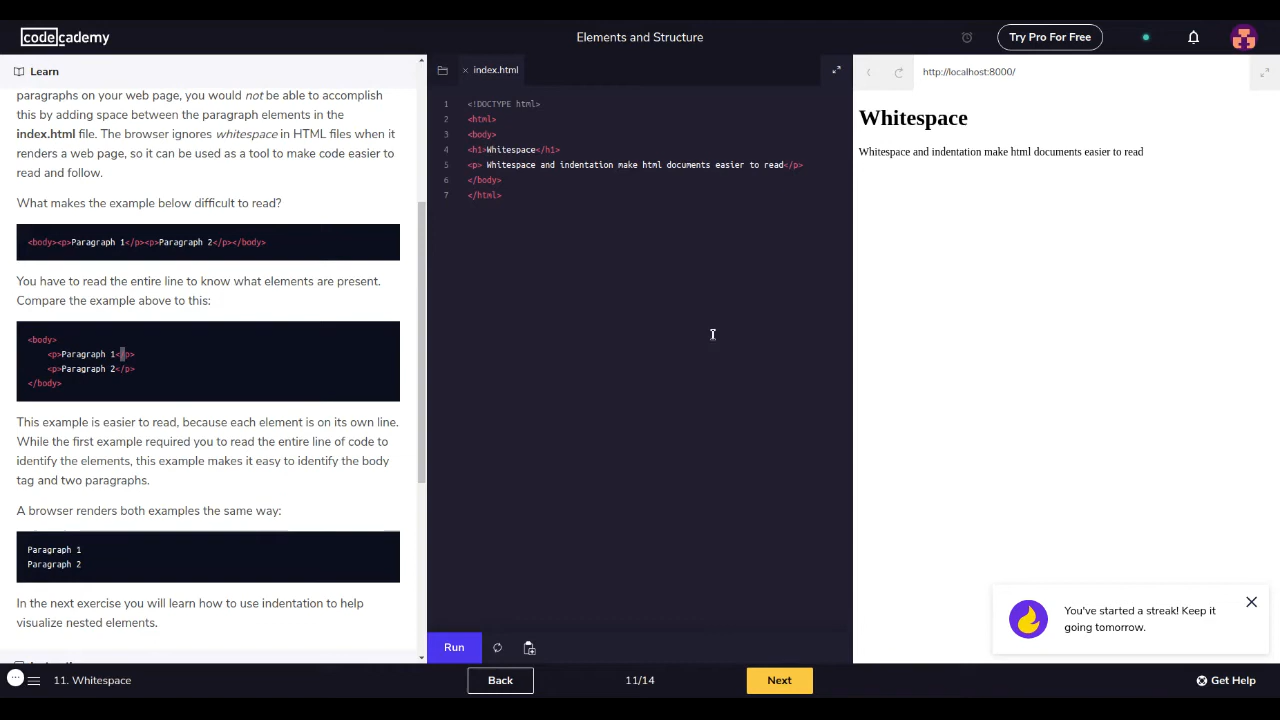 codecademy
Elements and Structure
Try Pro For Free
Learn
paragraphs on your web page, you would not be able to accomplish
this by adding space between the paragraph elements in the
index.html file. The browser ignores whitespace in HTML files when it
renders a web page, so it can be used as a tool to make code easier to
read and follow.
What makes the example below difficult to read?
<body><p>Paragraph 1</p><p>Paragraph 2</p></body>
You have to read the entire line to know what elements are present.
Compare the example above to this:
<body>
    <p>Paragraph 1</p>
    <p>Paragraph 2</p>
</body>
This example is easier to read, because each element is on its own line.
While the first example required you to read the entire line of code to
identify the elements, this example makes it easy to identify the body
tag and two paragraphs.
A browser renders both examples the same way:
Paragraph 1
Paragraph 2
In the next exercise you will learn how to use indentation to help
visualize nested elements.
index.html
1 <!DOCTYPE html>
2 <html>
3 <body>
4 <h1>Whitespace</h1>
5 <p> Whitespace and indentation make html documents easier to read</p>
6 </body>
7 </html>
Run
http://localhost:8000/
Whitespace
Whitespace and indentation make html documents easier to read
You've started a streak! Keep it
going tomorrow.
11. Whitespace
Back
11/14
Next
Get Help